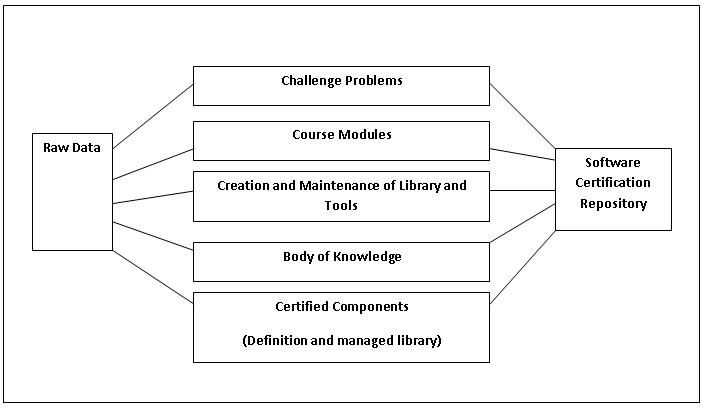 Challenge Problems
Course Modules
Raw Data
Creation and Maintenance of Library and
Tools
Software
Certification
Repository
Body of Knowledge
Certified Components
(Definition and managed library)